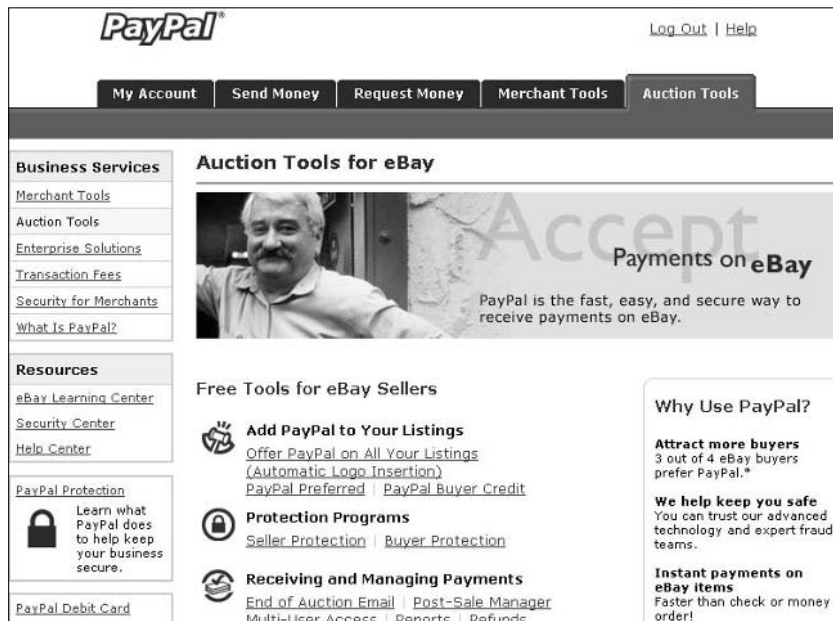 PayPal®
Log Out | Help
My Account
Send Money
Request Money
Merchant Tools
Auction Tools
Business Services
Merchant Tools
Auction Tools
Enterprise Solutions
Transaction Fees
Security for Merchants
What Is PayPal?
Resources
eBay Learning Center
Security Center
Help Center
PayPal Protection
Learn what
PayPal does
to help keep
your business
secure.
PayPal Debit Card
Auction Tools for eBay
Accept
Payments on eBay
PayPal is the fast, easy, and secure way to
receive payments on eBay.
Free Tools for eBay Sellers
Add PayPal to Your Listings
Offer PayPal on All Your Listings
(Automatic Logo Insertion)
PayPal Preferred | PayPal Buyer Credit
Protection Programs
Seller Protection | Buyer Protection
Receiving and Managing Payments
End of Auction Email | Post-Sale Manager
Multi-User Access | Reports | Refunds
Why Use PayPal?
Attract more buyers
3 out of 4 eBay buyers
prefer PayPal.*
We help keep you safe
You can trust our advanced
technology and expert fraud
teams.
Instant payments on
eBay items
Faster than check or money
order!